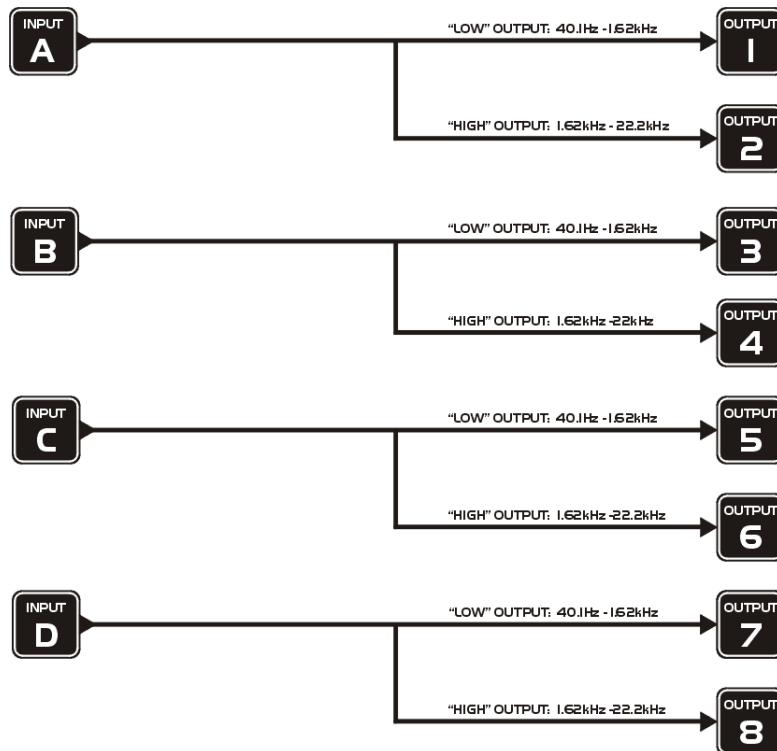 INPUT
A
"LOW" OUTPUT: 40.1Hz - 1.62kHz
OUTPUT
1
"HIGH" OUTPUT: 1.62kHz - 22.2kHz
OUTPUT
2
INPUT
B
"LOW" OUTPUT: 40.1Hz - 1.62kHz
OUTPUT
3
"HIGH" OUTPUT: 1.62kHz -22kHz
OUTPUT
4
INPUT
C
"LOW" OUTPUT: 40.1Hz - 1.62kHz
OUTPUT
5
"HIGH" OUTPUT: 1.62kHz -22.2kHz
OUTPUT
6
INPUT
D
"LOW" OUTPUT: 40.1Hz - 1.62kHz
OUTPUT
7
"HIGH" OUTPUT: 1.62kHz -22.2kHz
OUTPUT
8